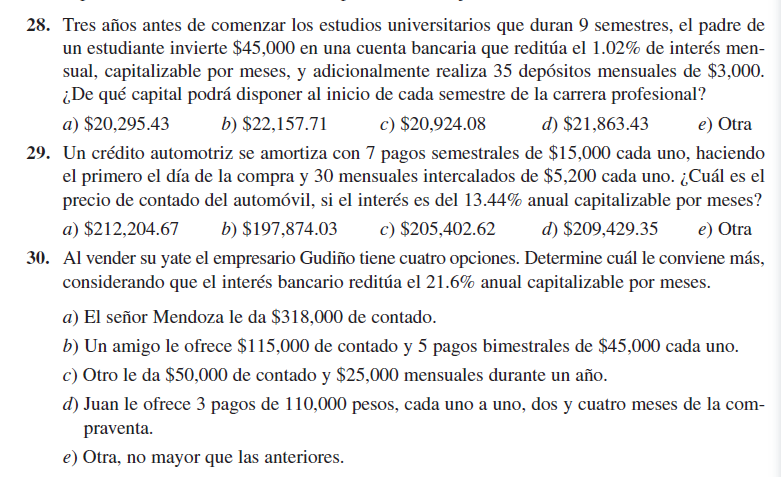 28. Tres años antes de comenzar los estudios universitarios que duran 9 semestres, el padre de
un estudiante invierte $45,000 en una cuenta bancaria que reditúa el 1.02% de interés men-
sual, capitalizable por meses, y adicionalmente realiza 35 depósitos mensuales de $3,000.
¿De qué capital podrá disponer al inicio de cada semestre de la carrera profesional?
a) $20,295.43 b) $22,157.71 c) $20,924.08 d) $21,863.43 e) Otra
29. Un crédito automotriz se amortiza con 7 pagos semestrales de $15,000 cada uno, haciendo
el primero el día de la compra y 30 mensuales intercalados de $5,200 cada uno. ¿Cuál es el
precio de contado del automóvil, si el interés es del 13.44% anual capitalizable por meses?
a) $212,204.67 b) $197,874.03 c) $205,402.62 d) $209,429.35 e) Otra
30. Al vender su yate el empresario Gudiño tiene cuatro opciones. Determine cuál le conviene más,
considerando que el interés bancario reditúa el 21.6% anual capitalizable por meses.
a) El señor Mendoza le da $318,000 de contado.
b) Un amigo le ofrece $115,000 de contado y 5 pagos bimestrales de $45,000 cada uno.
c) Otro le da $50,000 de contado y $25,000 mensuales durante un año.
d) Juan le ofrece 3 pagos de 110,000 pesos, cada uno a uno, dos y cuatro meses de la com-
praventa.
e) Otra, no mayor que las anteriores.